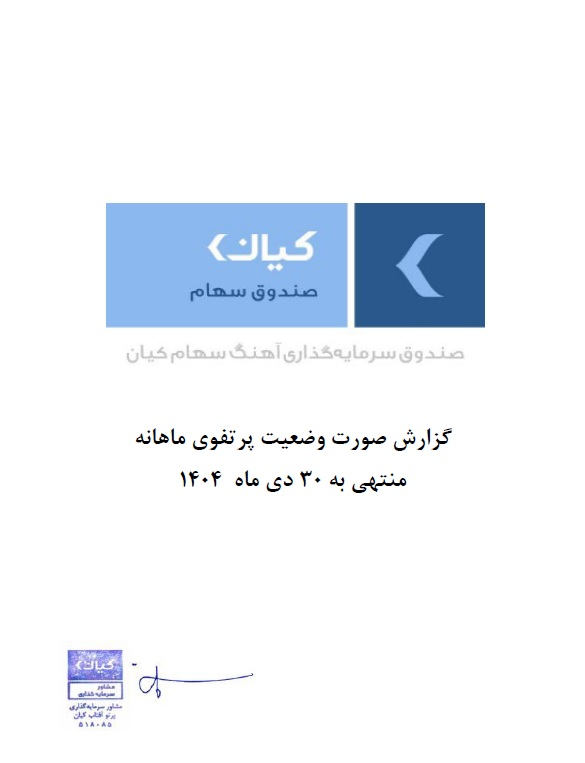 کیان
صندوق سهام
صندوق سرمایه‌گذاری آهنگ سهام کیان
گزارش صورت وضعیت پرتفوی ماهانه
منتهی به ۳۰ دی ماه ۱۴۰۴
کیان
مشاور
سرمایه گذاری
مشاور سرمایه‌گذاری
پرتو آفتاب کیان
۵۱۸۰۸۵